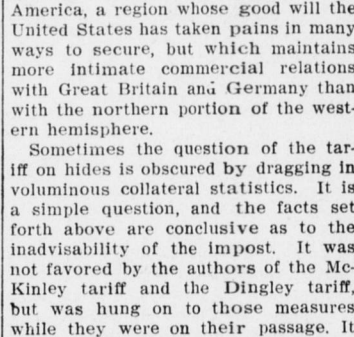 America, a region whose good will the
United States has taken pains in many
ways to secure, but which maintains
more intimate commercial relations
with Great Britain and Germany than
with the northern portion of the west-
ern hemisphere.
Sometimes the question of the tar-
iff on hides is obscured by dragging in
voluminous collateral statistics. It is
a simple question, and the facts set
forth above are conclusive as to the
inadvisability of the impost. It was
not favored by the authors of the Mc-
Kinley tariff and the Dingley tariff,
but was hung on to those measures
while they were on their passage. It